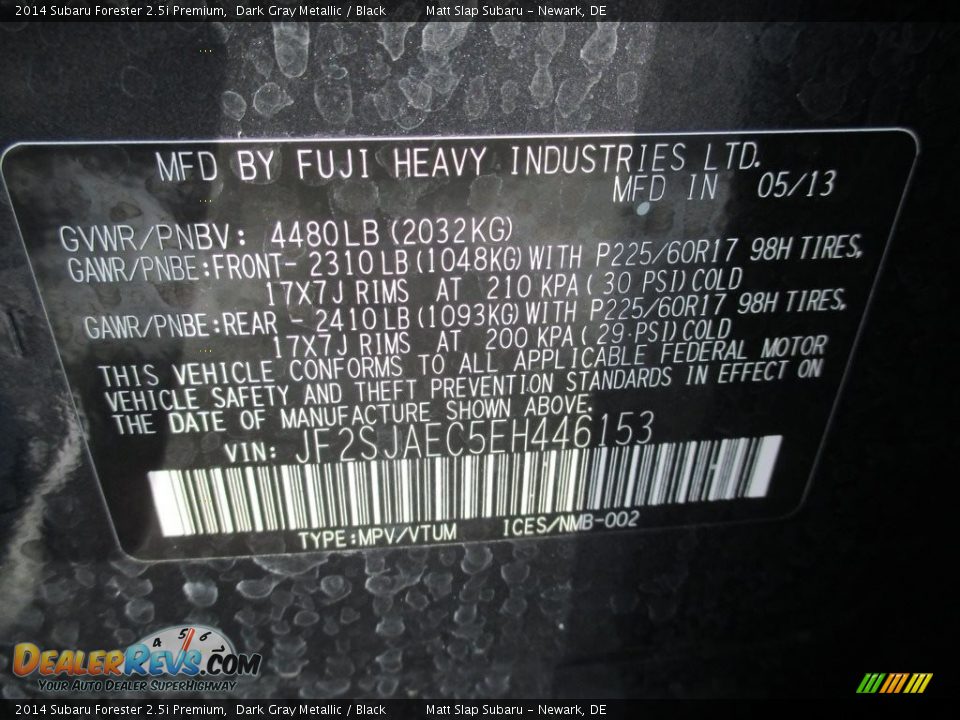 2014 Subaru Forester 2.5i Premium, Dark Gray Metallic / Black Matt Slap Subaru - Newark, DE
MFD BY FUJI HEAVY INDUSTRIES LTD.
MFD IN 05/13
GVWR/PNBV: 4480LB (2032KG)
GAWR/PNBE:FRONT- 2310LB (1048KG) WITH P225/60R17 98H TIRES,
17X7J RIMS AT 210 KPA (30 PSI) COLD
GAWR/PNBE:REAR - 2410LB (1093KG) WITH P225/60R17 98H TIRES,
17X7J RIMS AT 200 KPA (29-PSI) COLD
THIS VEHICLE CONFORMS TO ALL APPLICABLE FEDERAL MOTOR
VEHICLE SAFETY AND THEFT PREVENTION STANDARDS IN EFFECT ON
THE DATE OF MANUFACTURE SHOWN ABOVE.
VIN: JF2SJAEC5EH446153
TYPE:MPV/VTUM ICES/NMB-002
4 5 6
DEALERREVS.COM
YOUR AUTO DEALER SUPERHIGHWAY
2014 Subaru Forester 2.5i Premium, Dark Gray Metallic / Black Matt Slap Subaru - Newark, DE